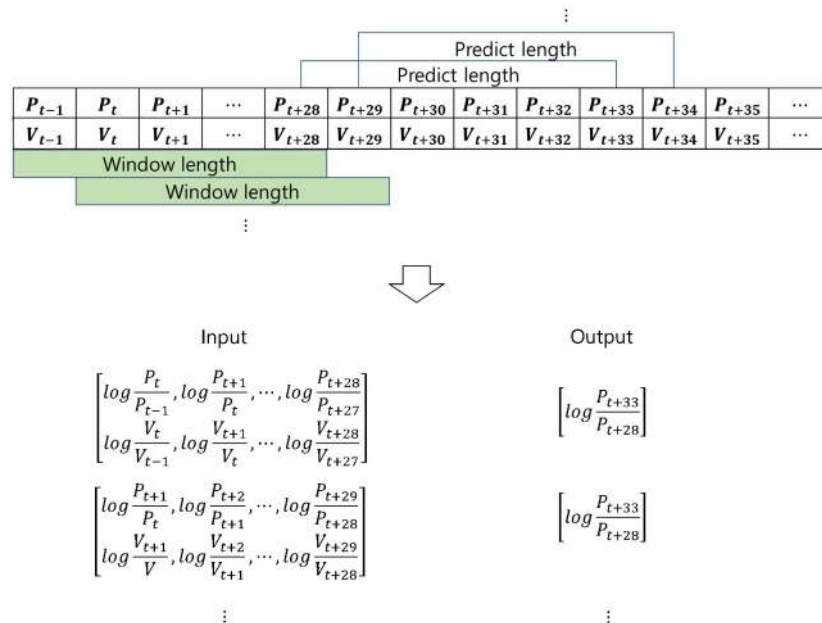 ⋮
Predict length
Predict length
P_{t−1} P_t P_{t+1} ⋯ P_{t+28} P_{t+29} P_{t+30} P_{t+31} P_{t+32} P_{t+33} P_{t+34} P_{t+35} ⋯
V_{t−1} V_t V_{t+1} ⋯ V_{t+28} V_{t+29} V_{t+30} V_{t+31} V_{t+32} V_{t+33} V_{t+34} V_{t+35} ⋯
Window length
Window length
⋮
Input Output
[log P_t/P_{t−1}, log P_{t+1}/P_t, ⋯, log P_{t+28}/P_{t+27}
log V_t/V_{t−1}, log V_{t+1}/V_t, ⋯, log V_{t+28}/V_{t+27}]
[log P_{t+33}/P_{t+28}]
[log P_{t+1}/P_t, log P_{t+2}/P_{t+1}, ⋯, log P_{t+29}/P_{t+28}
log V_{t+1}/V, log V_{t+2}/V_{t+1}, ⋯, log V_{t+29}/V_{t+28}]
[log P_{t+33}/P_{t+28}]
⋮ ⋮